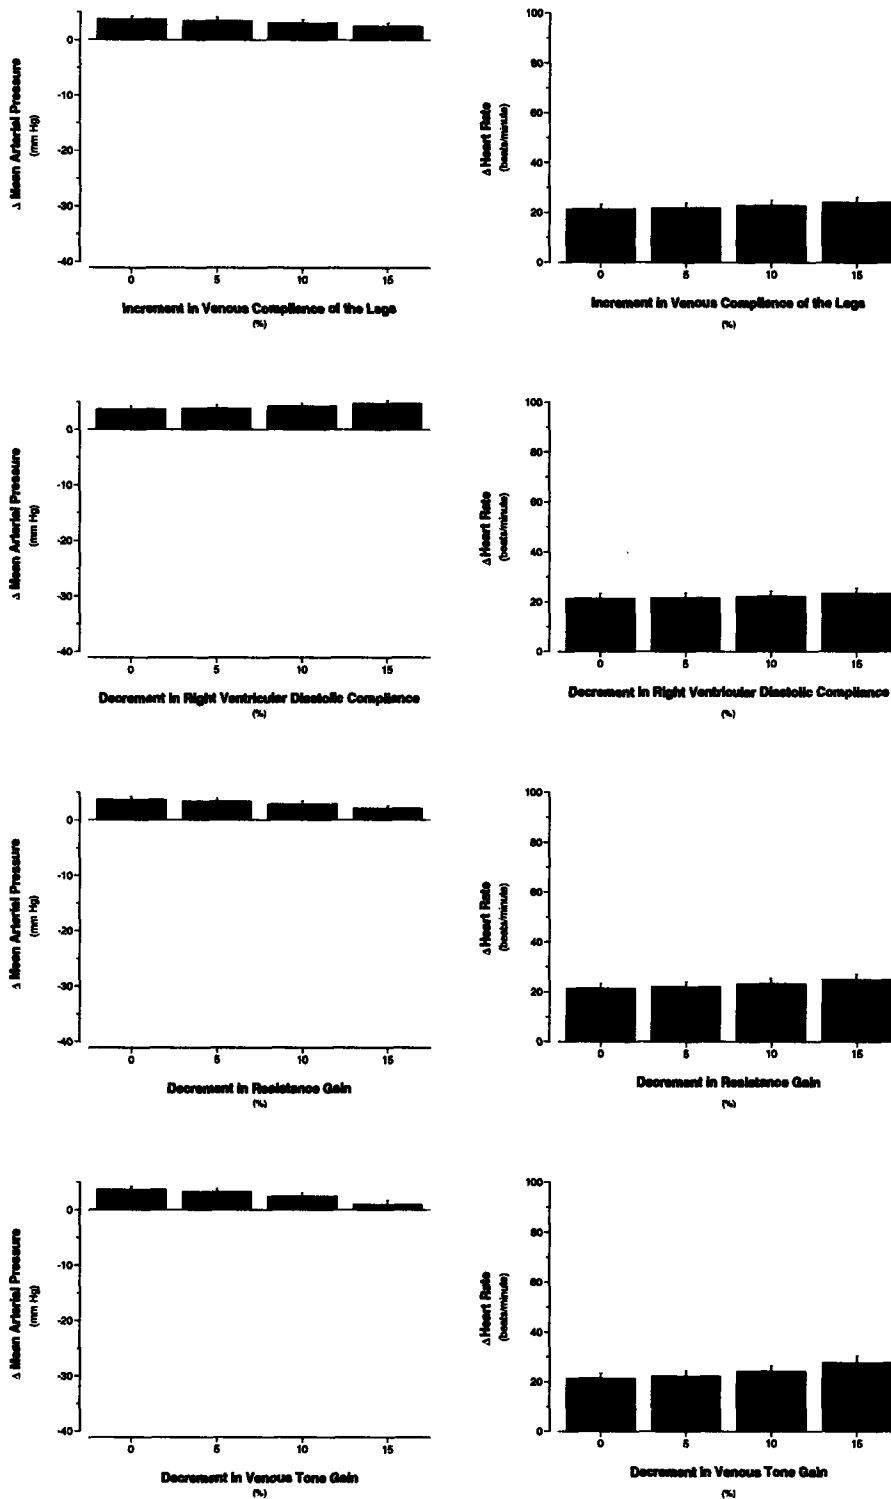 Δ Mean Arterial Pressure
(mm Hg)
5
0
-10
-20
-30
-40
0 5 10 15
Increment in Venous Compliance of the Legs
(%)
Δ Heart Rate
(beats/minute)
100
80
60
40
20
0
0 5 10 15
Increment in Venous Compliance of the Legs
(%)
Δ Mean Arterial Pressure
(mm Hg)
0
-10
-20
-30
-40
0 5 10 15
Decrement in Right Ventricular Diastolic Compliance
(%)
Δ Heart Rate
(beats/minute)
100
80
60
40
20
0
0 5 10 15
Decrement in Right Ventricular Diastolic Compliance
(%)
Δ Mean Arterial Pressure
(mm Hg)
0
-10
-20
-30
-40
0 5 10 15
Decrement in Resistance Gain
(%)
Δ Heart Rate
(beats/minute)
100
80
60
40
20
0
0 5 10 15
Decrement in Resistance Gain
(%)
Δ Mean Arterial Pressure
(mm Hg)
0
-10
-20
-30
-40
0 5 10 15
Decrement in Venous Tone Gain
(%)
Δ Heart Rate
(beats/minute)
100
80
60
40
20
0
0 5 10 15
Decrement in Venous Tone Gain
(%)